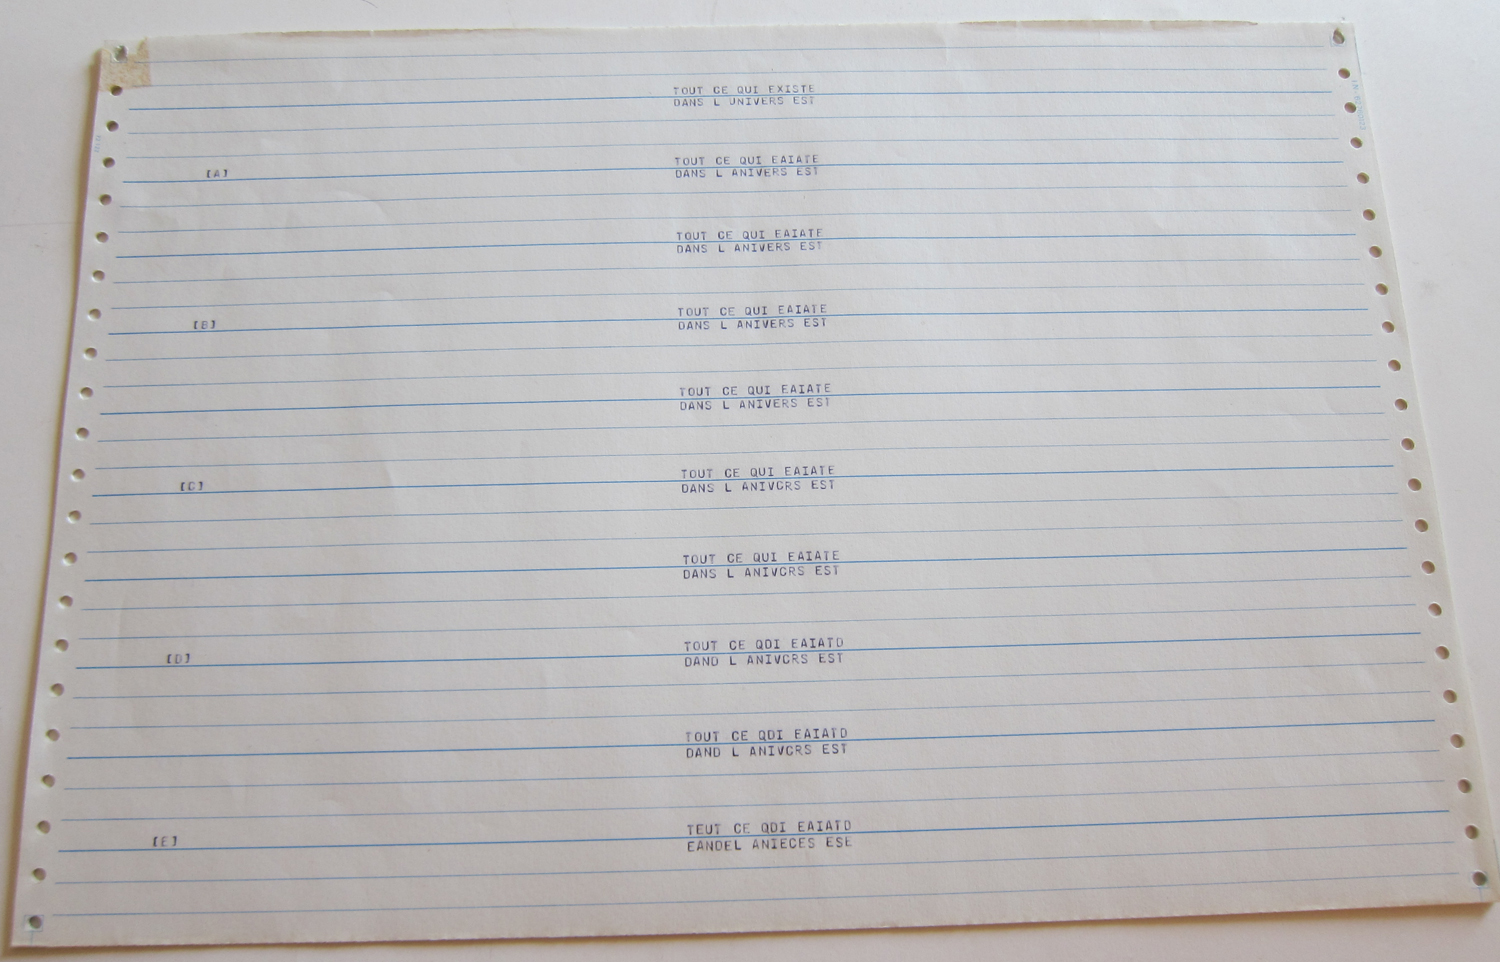 TOUT CE QUI EXISTE
DANS L UNIVERS EST
TOUT CE QUI EAIATE
[A] DANS L ANIVERS EST
TOUT CE QUI EAIATE
DANS L ANIVERS EST
TOUT CE QUI EAIATE
[B] DANS L ANIVERS EST
TOUT CE QUI EAIATE
DANS L ANIVERS EST
TOUT CE QUI EAIATE
[C] DANS L ANIVCRS EST
TOUT CE QUI EAIATE
DANS L ANIVCRS EST
TOUT CE QDI EAIATD
[D] DAND L ANIVCRS EST
TOUT CE QDI EAIATD
DAND L ANIVCRS EST
TEUT CE QDI EAIATD
[E] EANDEL ANIECES ESE